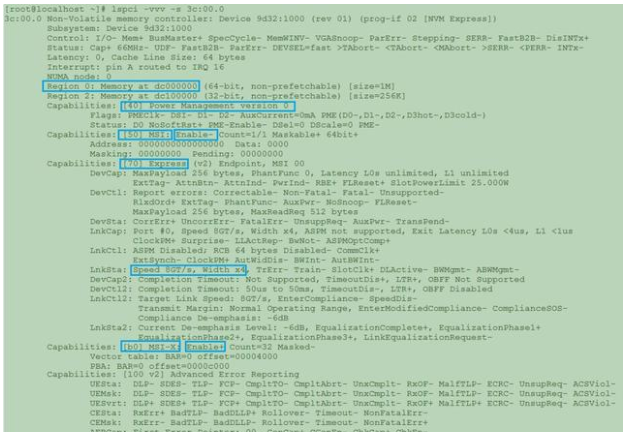 [root@localhost ~]# lspci -vvv -s 3c:00.0
3c:00.0 Non-Volatile memory controller: Device 9d32:1000 (rev 01) (prog-if 02 [NVM Express])
Subsystem: Device 9d32:1000
Control: I/O- Mem+ BusMaster+ SpecCycle- MemWINV- VGASnoop- ParErr- Stepping- SERR- FastB2B- DisINTx+
Status: Cap+ 66MHz- UDF- FastB2B- ParErr- DEVSEL=fast >TAbort- <TAbort- <MAbort- >SERR- <PERR- INTx-
Latency: 0, Cache Line Size: 64 bytes
Interrupt: pin A routed to IRQ 16
NUMA node: 0
Region 0: Memory at dc000000 (64-bit, non-prefetchable) [size=1M]
Region 2: Memory at dc100000 (32-bit, non-prefetchable) [size=256K]
Capabilities: [40] Power Management version 0
Flags: PMEClk- DSI- D1- D2- AuxCurrent=0mA PME(D0-,D1-,D2-,D3hot-,D3cold-)
Status: D0 NoSoftRst+ PME-Enable- DSel=0 DScale=0 PME-
Capabilities: [50] MSI: Enable- Count=1/1 Maskable+ 64bit+
Address: 0000000000000000 Data: 0000
Masking: 00000000 Pending: 00000000
Capabilities: [70] Express (v2) Endpoint, MSI 00
DevCap: MaxPayload 256 bytes, PhantFunc 0, Latency L0s unlimited, L1 unlimited
ExtTag- AttnBtn- AttnInd- PwrInd- RBE+ FLReset+ SlotPowerLimit 25.000W
DevCtl: Report errors: Correctable- Non-Fatal- Fatal- Unsupported-
RlxdOrd+ ExtTag- PhantFunc- AuxPwr- NoSnoop- FLReset-
MaxPayload 256 bytes, MaxReadReq 512 bytes
DevSta: CorrErr+ UncorrErr- FatalErr- UnsuppReq- AuxPwr- TransPend-
LnkCap: Port #0, Speed 8GT/s, Width x4, ASPM not supported, Exit Latency L0s <4us, L1 <1us
ClockPM+ Surprise- LLActRep- BwNot- ASPMOptComp+
LnkCtl: ASPM Disabled; RCB 64 bytes Disabled- CommClk+
ExtSynch- ClockPM+ AutWidDis- BWInt- AutBWInt-
LnkSta: Speed 8GT/s, Width x4, TrErr- Train- SlotClk+ DLActive- BWMgmt- ABWMgmt-
DevCap2: Completion Timeout: Not Supported, TimeoutDis+, LTR+, OBFF Not Supported
DevCtl2: Completion Timeout: 50us to 50ms, TimeoutDis-, LTR+, OBFF Disabled
LnkCtl2: Target Link Speed: 8GT/s, EnterCompliance- SpeedDis-
Transmit Margin: Normal Operating Range, EnterModifiedCompliance- ComplianceSOS-
Compliance De-emphasis: -6dB
LnkSta2: Current De-emphasis Level: -6dB, EqualizationComplete+, EqualizationPhase1+
EqualizationPhase2+, EqualizationPhase3+, LinkEqualizationRequest-
Capabilities: [b0] MSI-X: Enable+ Count=32 Masked-
Vector table: BAR=0 offset=00004000
PBA: BAR=0 offset=0000c000
Capabilities: [100 v2] Advanced Error Reporting
UESta: DLP- SDES- TLP- FCP- CmpltTO- CmpltAbrt- UnxCmplt- RxOF- MalfTLP- ECRC- UnsupReq- ACSViol-
UEMsk: DLP- SDES- TLP- FCP- CmpltTO- CmpltAbrt- UnxCmplt- RxOF- MalfTLP- ECRC- UnsupReq- ACSViol-
UESvrt: DLP+ SDES+ TLP- FCP+ CmpltTO- CmpltAbrt- UnxCmplt- RxOF+ MalfTLP+ ECRC- UnsupReq- ACSViol-
CESta: RxErr+ BadTLP- BadDLLP+ Rollover- Timeout- NonFatalErr-
CEMsk: RxErr- BadTLP- BadDLLP- Rollover- Timeout- NonFatalErr+